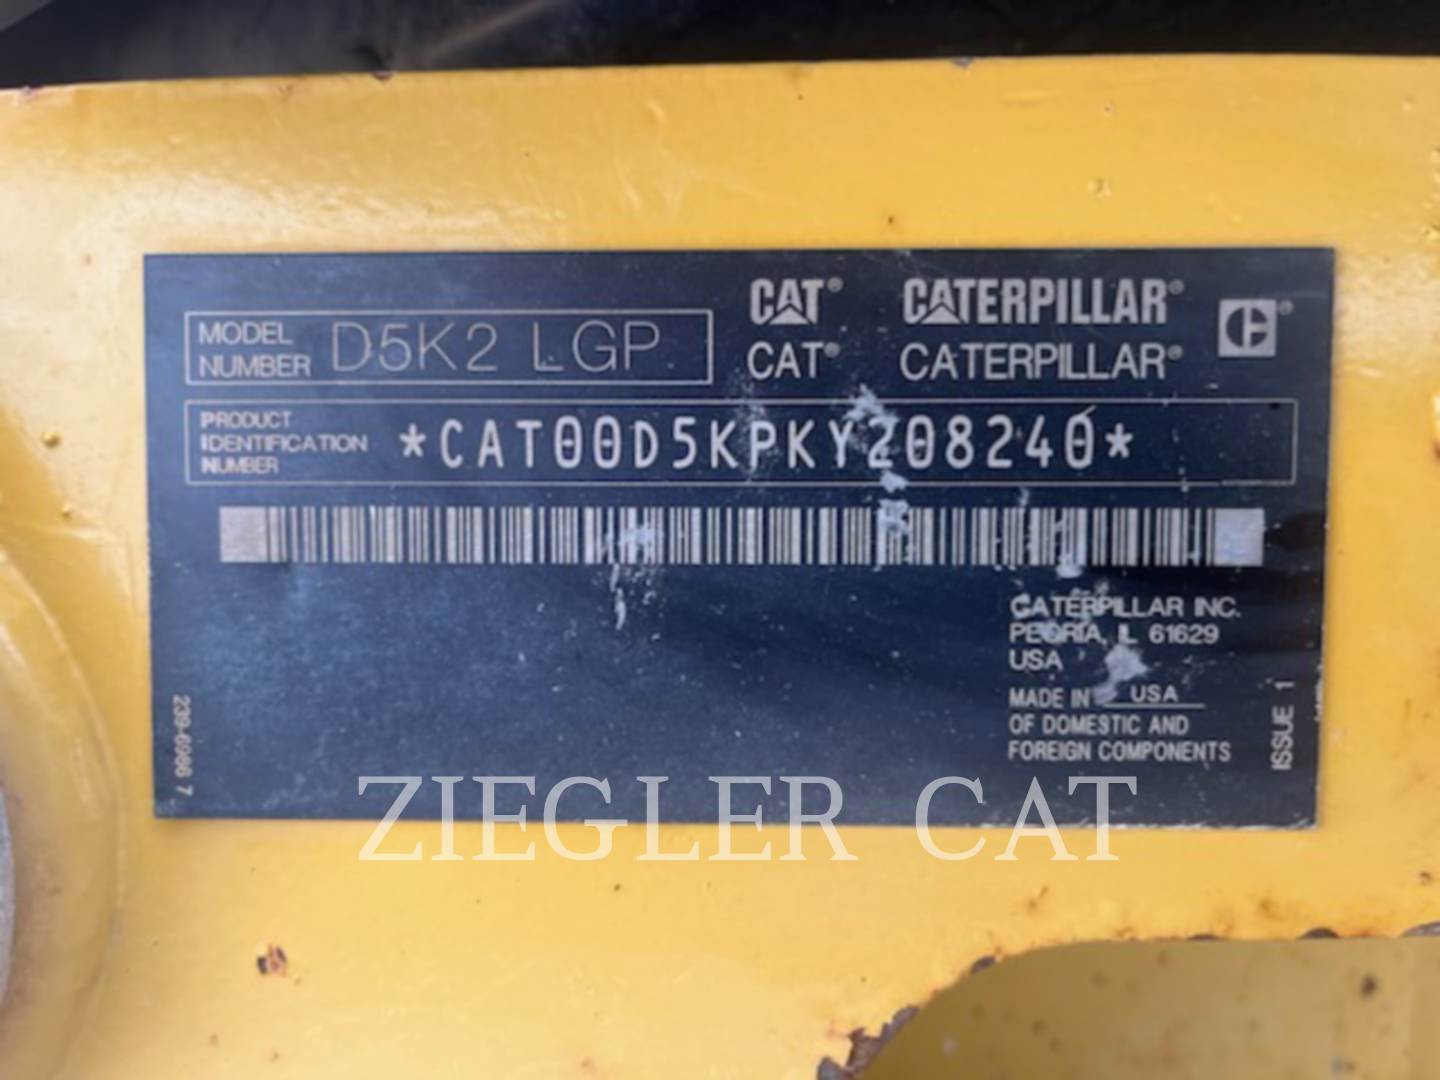 CAT® CATERPILLAR®
CAT® CATERPILLAR®
MODEL NUMBER D5K2 LGP
PRODUCT IDENTIFICATION NUMBER *CAT00D5KPKY208240*
CATERPILLAR INC.
PEORIA, IL 61629
USA
MADE IN USA
OF DOMESTIC AND
FOREIGN COMPONENTS
ISSUE 1
239-6966 7
ZIEGLER CAT